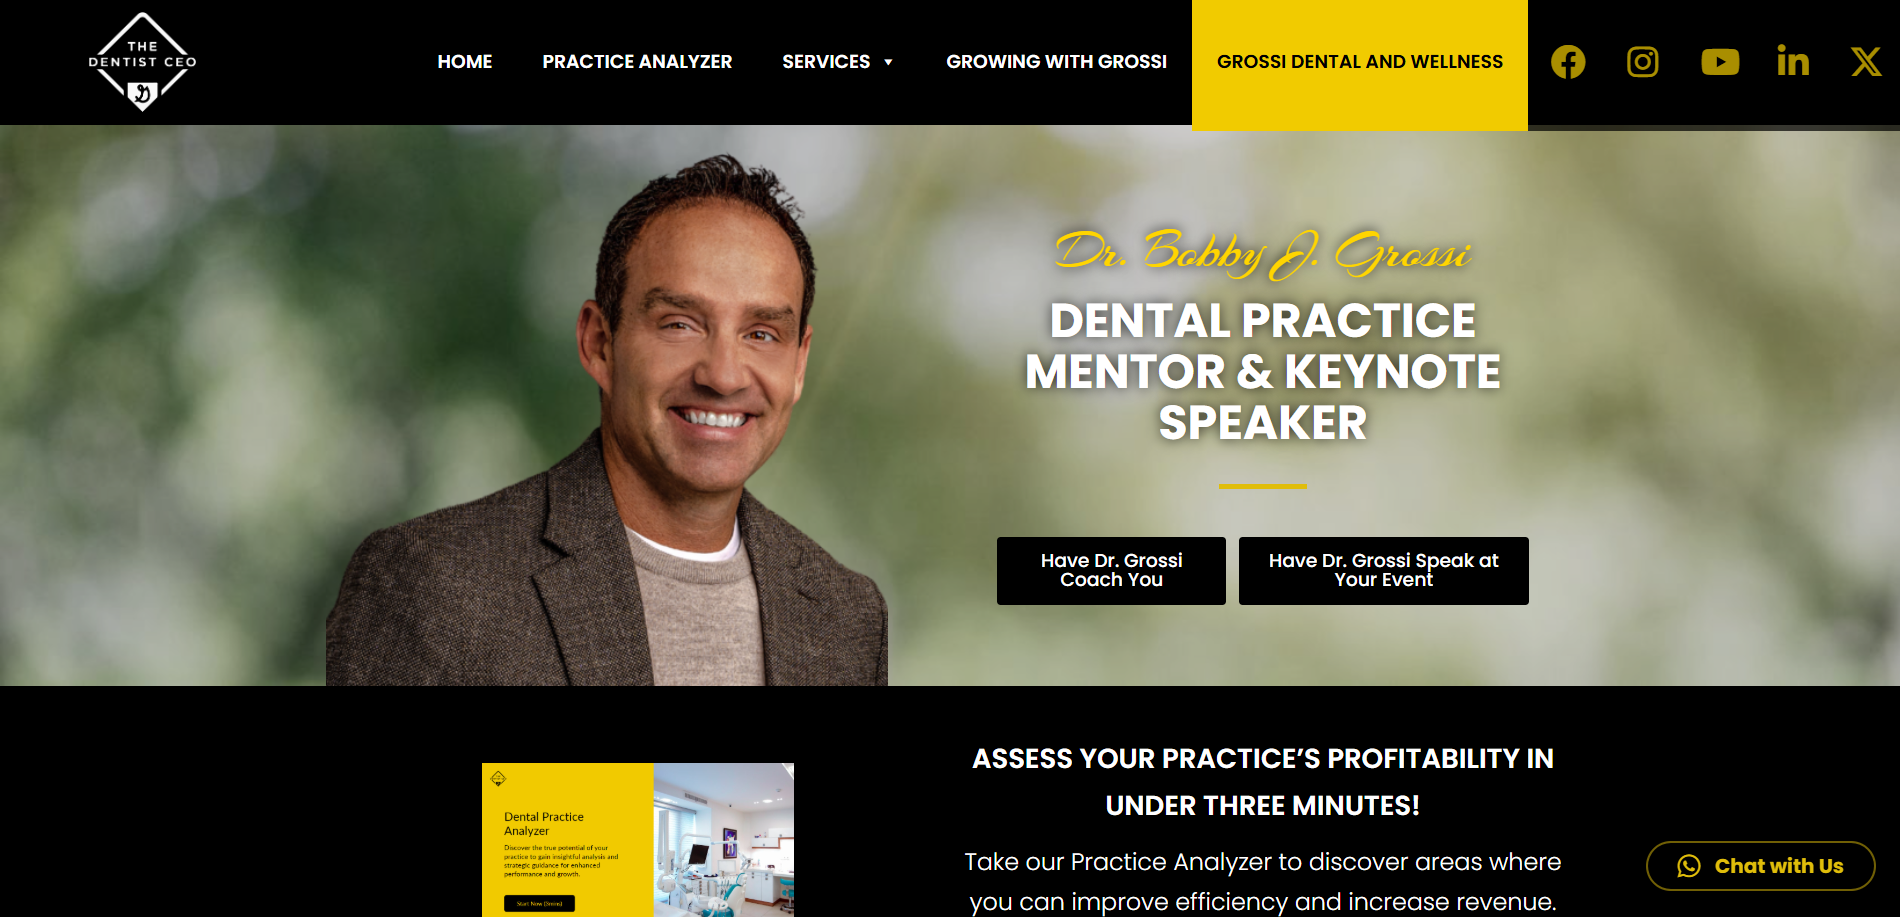 THE
DENTIST CEO
HOME
PRACTICE ANALYZER
SERVICES
GROWING WITH GROSSI
GROSSI DENTAL AND WELLNESS
Dr. Bobby J. Grossi
DENTAL PRACTICE
MENTOR & KEYNOTE
SPEAKER
Have Dr. Grossi
Coach You
Have Dr. Grossi Speak at
Your Event
Dental Practice
Analyzer
Discover the true potential of your
practice to gain insightful analysis and
strategic guidance for enhanced
performance and growth.
Start Now (3mins)
ASSESS YOUR PRACTICE’S PROFITABILITY IN
UNDER THREE MINUTES!
Take our Practice Analyzer to discover areas where
you can improve efficiency and increase revenue.
Chat with Us